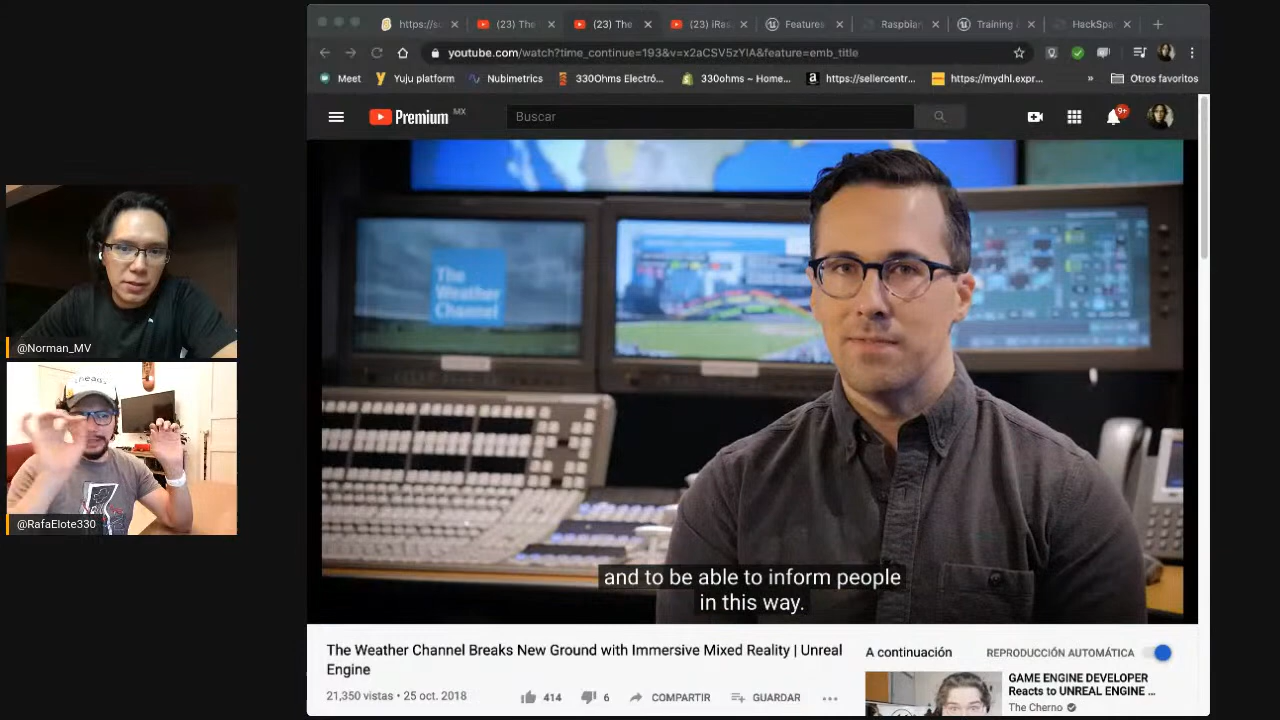 https://s
(23) The
(23) The
(23) iRas
Features
Raspbia
Training
HackSpa
youtube.com/watch?time_continue=193&v=x2aCSV5zYlA&feature=emb_title
Meet
Yuju platform
Nubimetrics
330Ohms Electró...
330ohms ~ Home...
https://sellercentr...
https://mydhl.expr...
»
Otros favoritos
Premium MX
Buscar
9+
The
Weather
Channel
@Norman_MV
@RafaElote330
and to be able to inform people
in this way.
The Weather Channel Breaks New Ground with Immersive Mixed Reality | Unreal
Engine
21,350 vistas • 25 oct. 2018
414
6
COMPARTIR
GUARDAR
A continuación
REPRODUCCIÓN AUTOMÁTICA
GAME ENGINE DEVELOPER
Reacts to UNREAL ENGINE ...
The Cherno